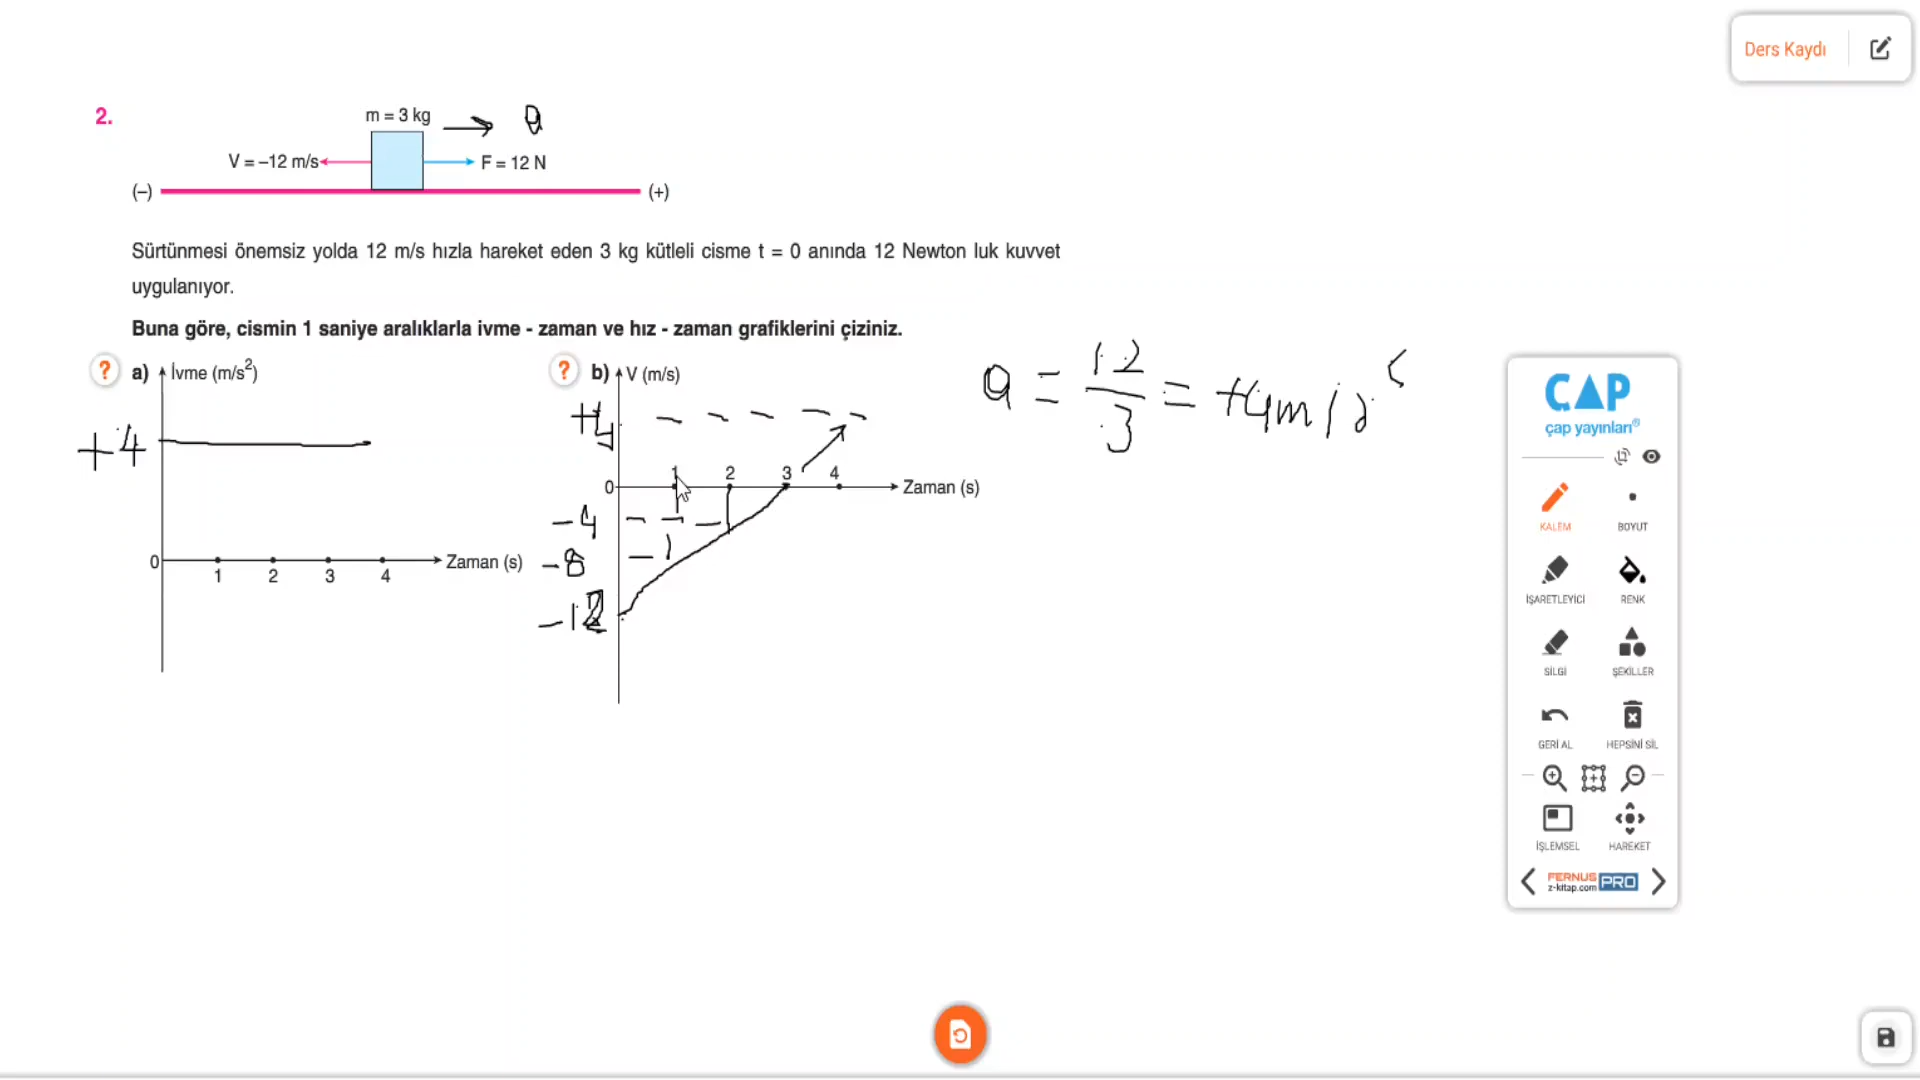 Ders Kaydı
2.
m = 3 kg
a
V = –12 m/s
F = 12 N
(–)
(+)
Sürtünmesi önemsiz yolda 12 m/s hızla hareket eden 3 kg kütleli cisme t = 0 anında 12 Newton luk kuvvet
uygulanıyor.
Buna göre, cismin 1 saniye aralıklarla ivme - zaman ve hız - zaman grafiklerini çiziniz.
? a) İvme (m/s²)
+4
0
1 2 3 4
Zaman (s)
? b) V (m/s)
+4
1 2 3 4
0
Zaman (s)
-4
-8
-12
a = 12/3 = +4m/s
ÇAP
çap yayınları®
KALEM
BOYUT
İŞARETLEYİCİ
RENK
SİLGİ
ŞEKİLLER
GERİ AL
HEPSİNİ SİL
İŞLEMSEL
HAREKET
FERNUS
z-kitap.com
PRO